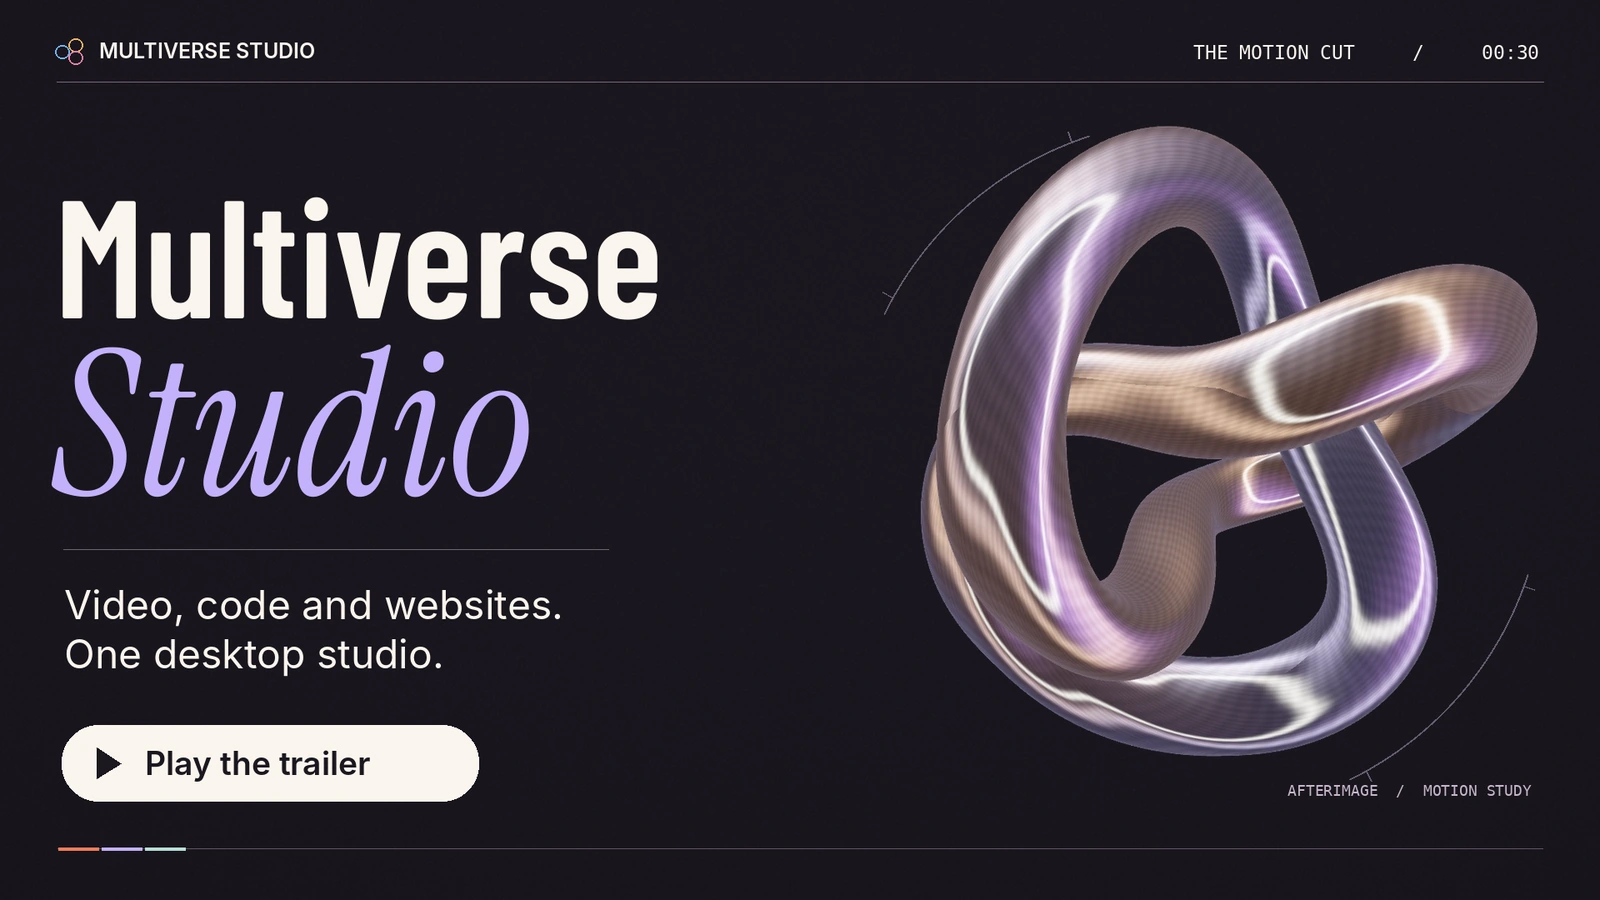 MULTIVERSE STUDIO
THE MOTION CUT / 00:30
Multiverse
Studio
Video, code and websites.
One desktop studio.
Play the trailer
AFTERIMAGE / MOTION STUDY